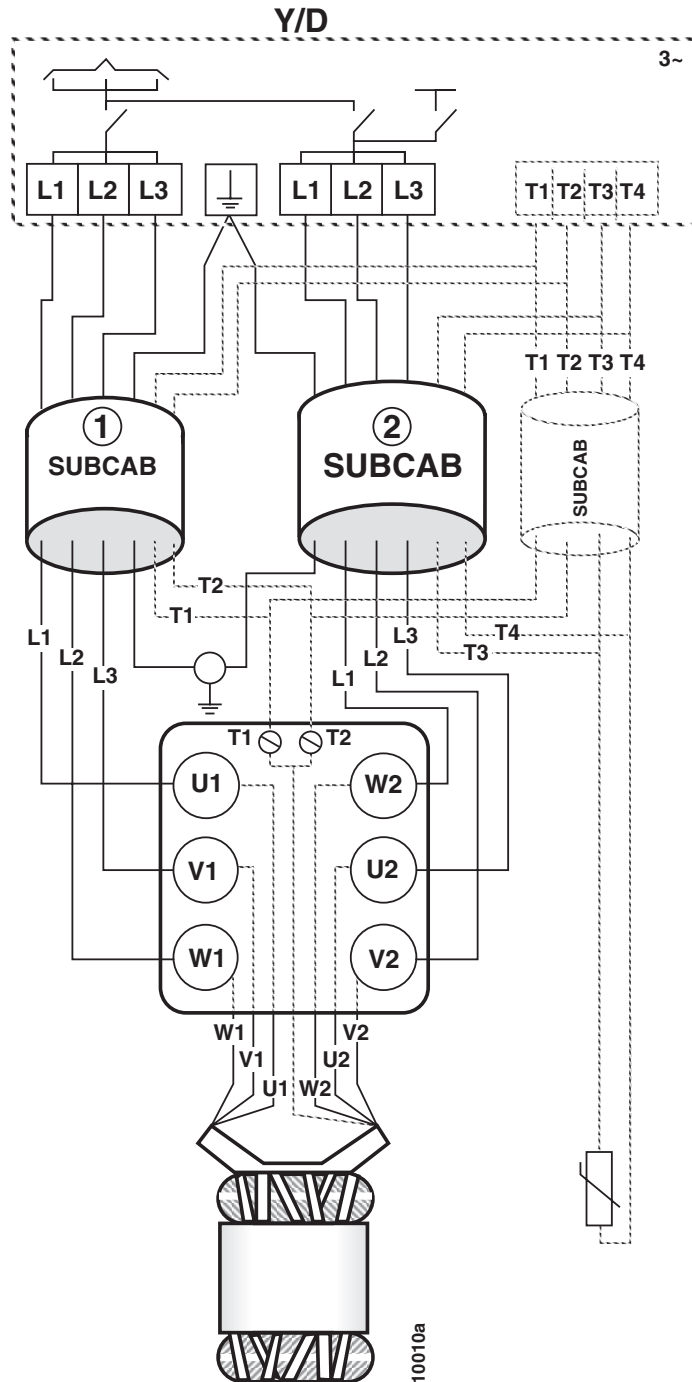 Y/D
3~
L1 L2 L3 L1 L2 L3 T1 T2 T3 T4
T1 T2 T3 T4
1
SUBCAB
2
SUBCAB
SUBCAB
T2
T1
L1
L2
L3
L3
L2
L1
T4
T3
T1 T2
U1 W2
V1 U2
W1 V2
W1 V2
V1 U2
U1 W2
10010a